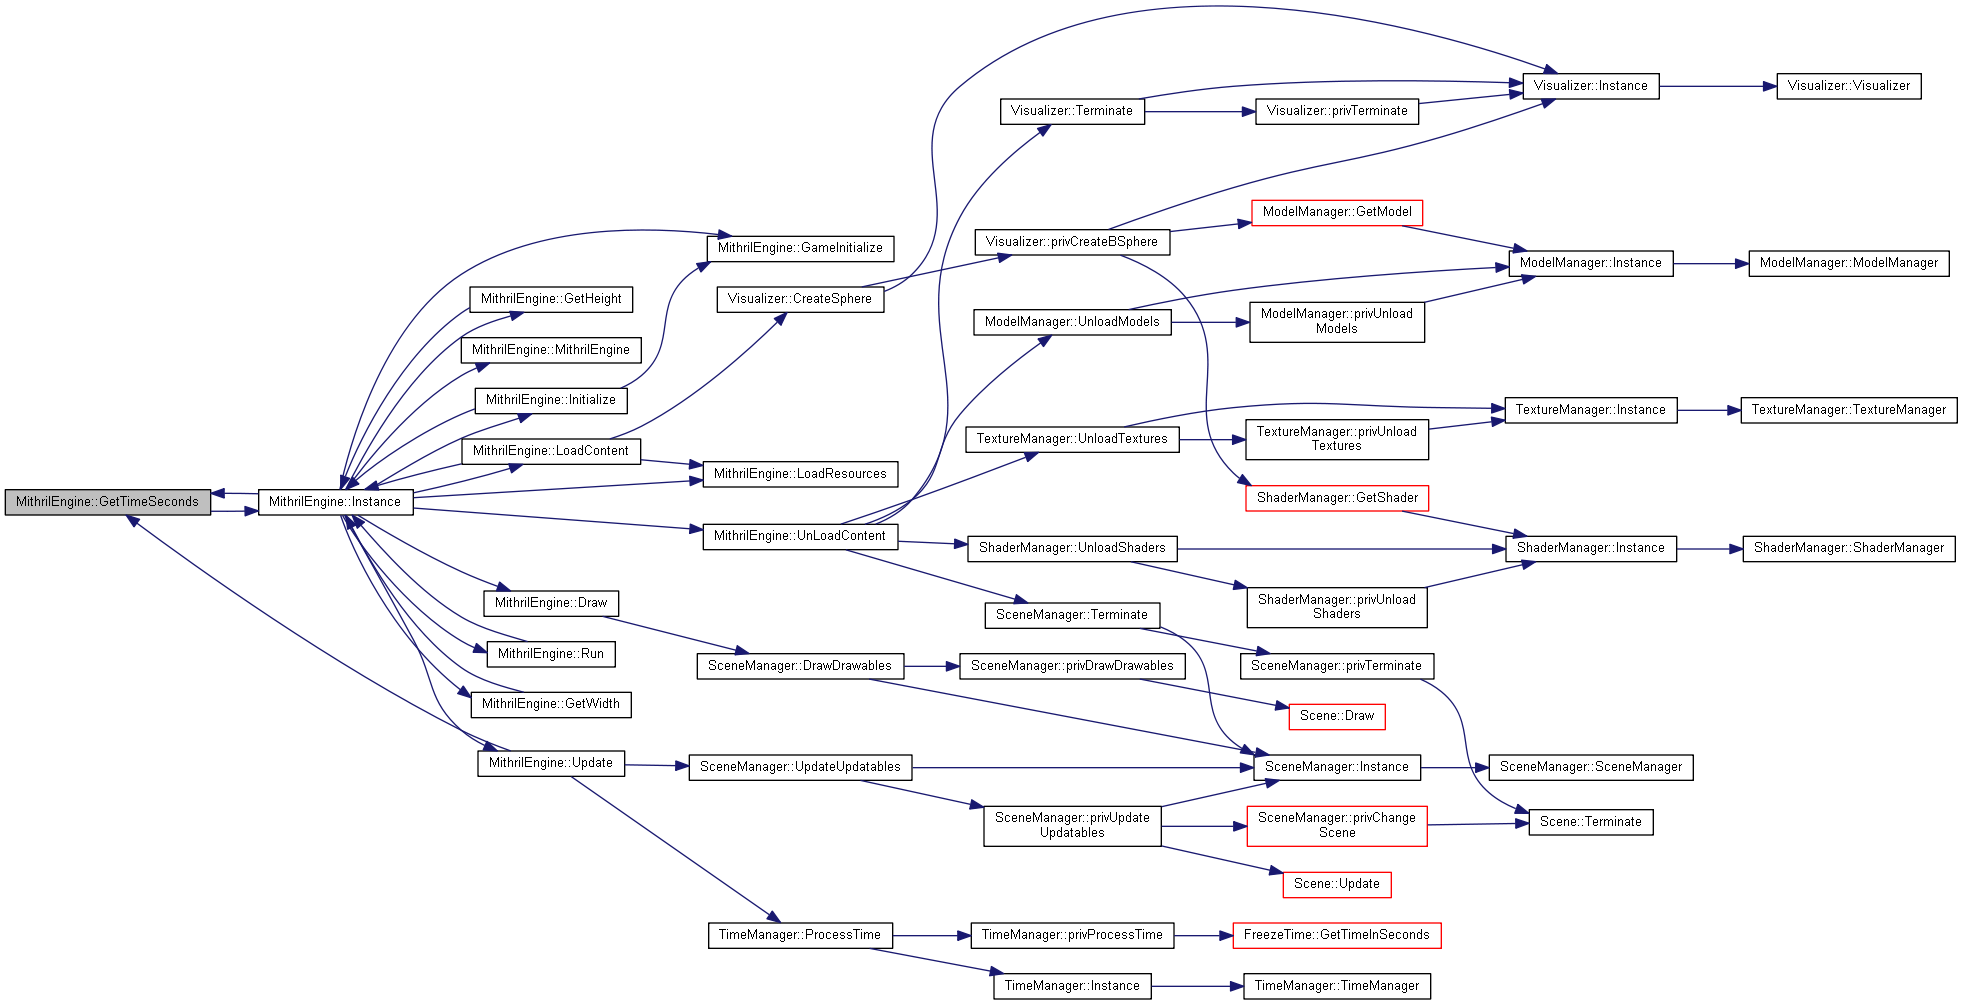 MithrilEngine::GetTimeSeconds
MithrilEngine::Instance
MithrilEngine::GameInitialize
MithrilEngine::GetHeight
MithrilEngine::MithrilEngine
MithrilEngine::Initialize
MithrilEngine::LoadContent
MithrilEngine::LoadResources
MithrilEngine::UnLoadContent
MithrilEngine::Draw
MithrilEngine::Run
MithrilEngine::GetWidth
MithrilEngine::Update
Visualizer::CreateSphere
SceneManager::DrawDrawables
SceneManager::UpdateUpdatables
TimeManager::ProcessTime
Visualizer::Terminate
Visualizer::privCreateBSphere
ModelManager::UnloadModels
TextureManager::UnloadTextures
ShaderManager::UnloadShaders
SceneManager::Terminate
SceneManager::privDrawDrawables
SceneManager::privUpdate
Updatables
TimeManager::privProcessTime
TimeManager::Instance
Visualizer::privTerminate
ModelManager::GetModel
ModelManager::privUnload
Models
TextureManager::privUnload
Textures
ShaderManager::GetShader
ShaderManager::privUnload
Shaders
SceneManager::privTerminate
Scene::Draw
SceneManager::Instance
SceneManager::privChange
Scene
Scene::Update
FreezeTime::GetTimeInSeconds
TimeManager::TimeManager
Visualizer::Instance
ModelManager::Instance
TextureManager::Instance
ShaderManager::Instance
SceneManager::SceneManager
Scene::Terminate
Visualizer::Visualizer
ModelManager::ModelManager
TextureManager::TextureManager
ShaderManager::ShaderManager